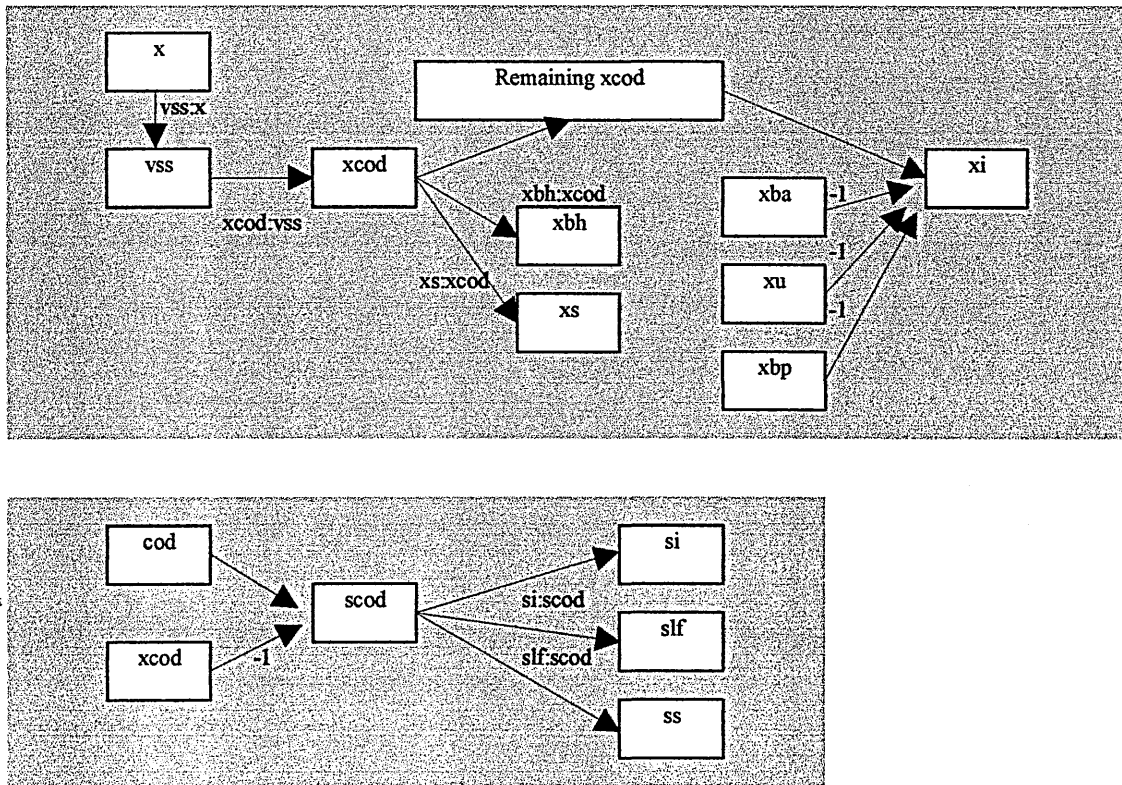 x
Remaining xcod
vss:x
vss
xcod
xi
xba
-1
xbh:xcod
xbh
xcod:vss
-1
xs:xcod
xu
xs
-1
xbp
cod
si
scod
si:scod
slf
xcod
-1
slf:scod
ss